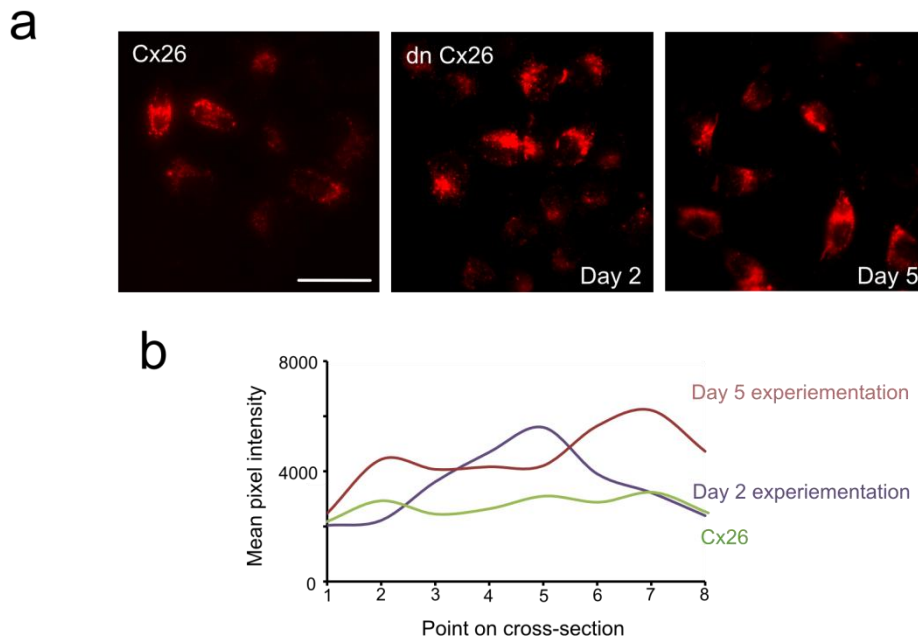 a
Cx26
dn Cx26
Day 2
Day 5
b
8000
4000
0
Mean pixel intensity
1 2 3 4 5 6 7 8
Point on cross-section
Day 5 experiementation
Day 2 experiementation
Cx26